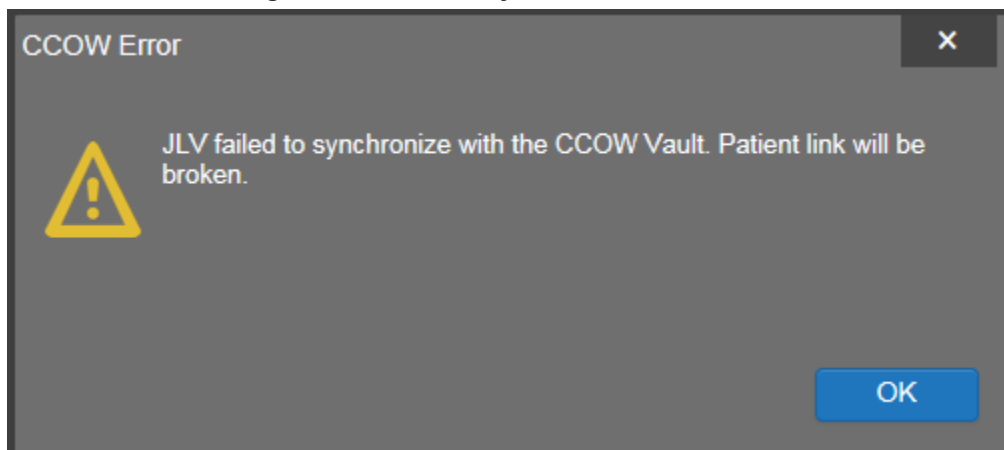 CCOW Error
×
JLV failed to synchronize with the CCOW Vault. Patient link will be
broken.
OK